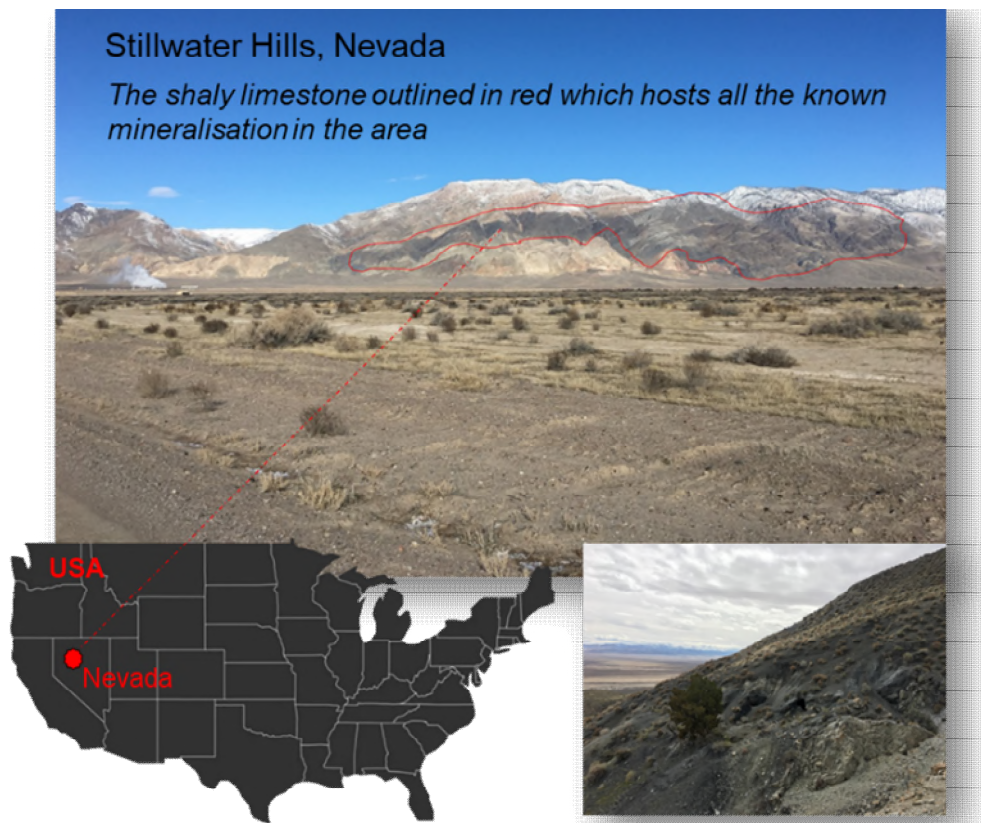 Stillwater Hills, Nevada
The shaly limestone outlined in red which hosts all the known
mineralisation in the area
USA
Nevada